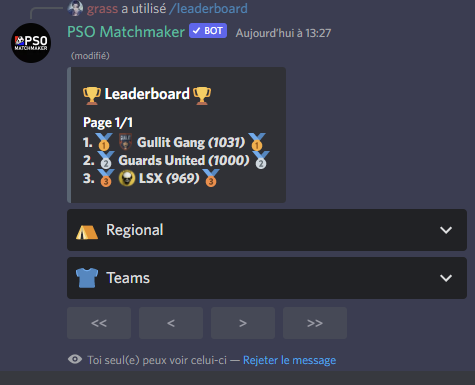 grass a utilisé /leaderboard
PSO Matchmaker ✓ BOT Aujourd'hui à 13:27
PSO
MATCHMAKER
(modifié)
🏆 Leaderboard 🏆
Page 1/1
1. 🥇 Gullit Gang (1031) 🥇
2. 🥈 Guards United (1000) 🥈
3. 🥉 LSX (969) 🥉
Regional
Teams
<< < > >>
Toi seul(e) peux voir celui-ci — Rejeter le message